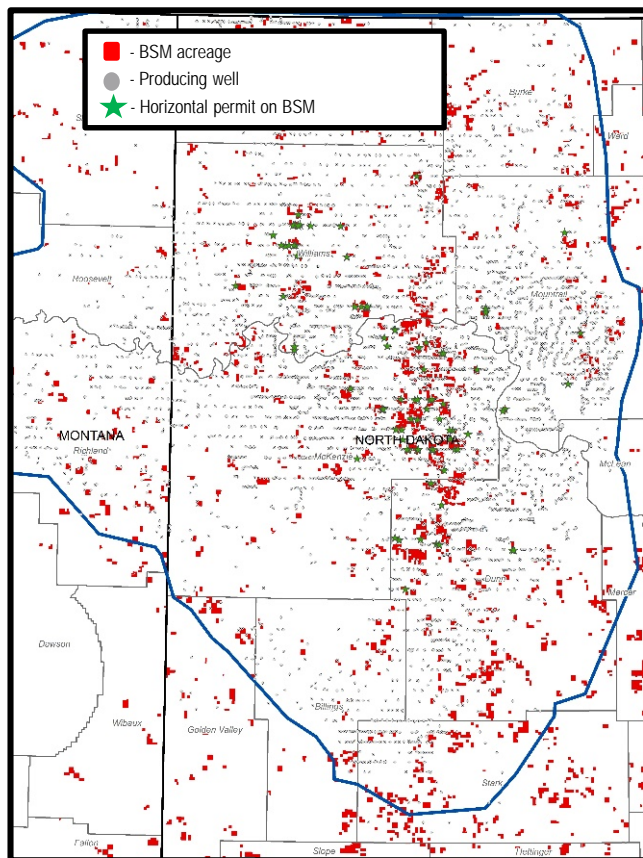 - BSM acreage
- Producing well
- Horizontal permit on BSM
Burke
Ward
Williams
Roosevelt
Mountrail
MONTANA
NORTH DAKOTA
Richland
McKenzie
McLean
Dunn
Mercer
Dawson
Wibaux
Golden Valley
Billings
Stark
Fallon
Slope
Hettinger